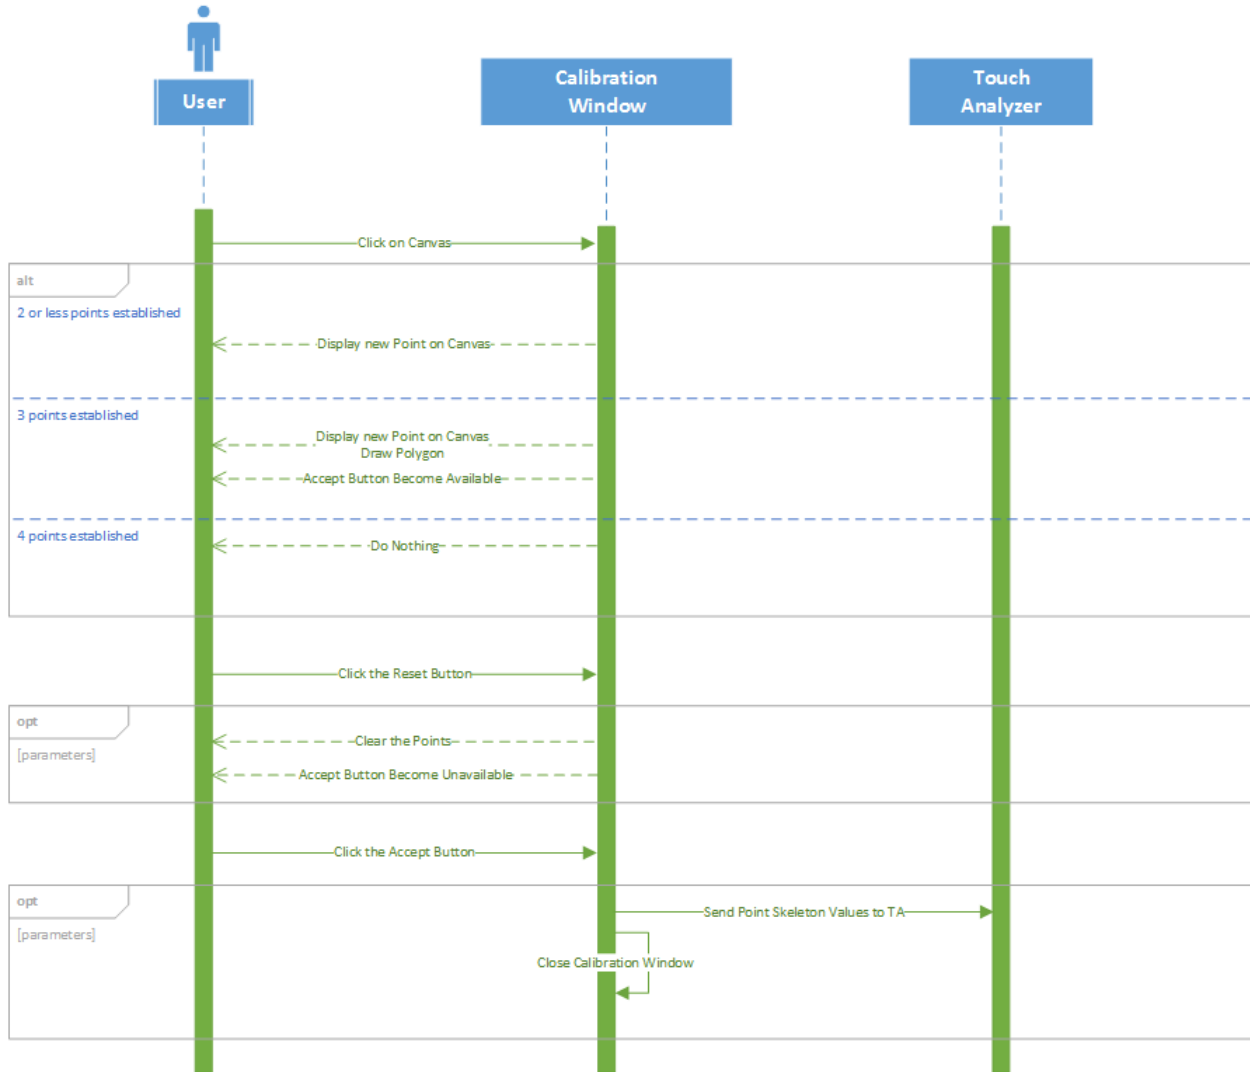 User
Calibration
Window
Touch
Analyzer
Click on Canvas
alt
2 or less points established
Display new Point on Canvas
3 points established
Display new Point on Canvas
Draw Polygon
Accept Button Become Available
4 points established
Do Nothing
Click the Reset Button
opt
Clear the Points
[parameters]
Accept Button Become Unavailable
Click the Accept Button
opt
Send Point Skeleton Values to TA
[parameters]
Close Calibration Window